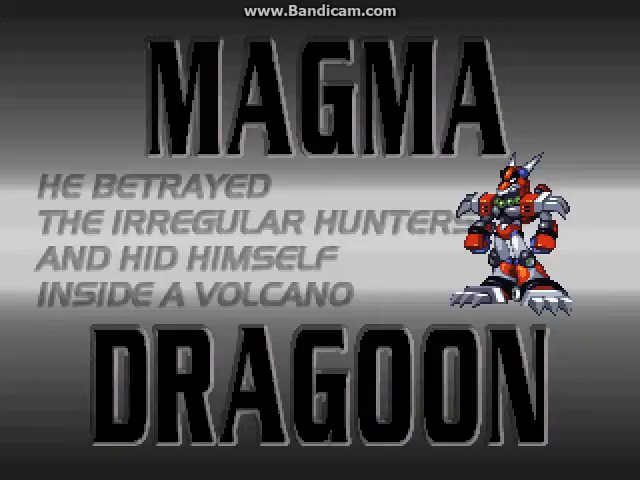 www.Bandicam.com
MAGMA
HE BETRAYED
THE IRREGULAR HUNTERS
AND HID HIMSELF
INSIDE A VOLCANO
DRAGOON